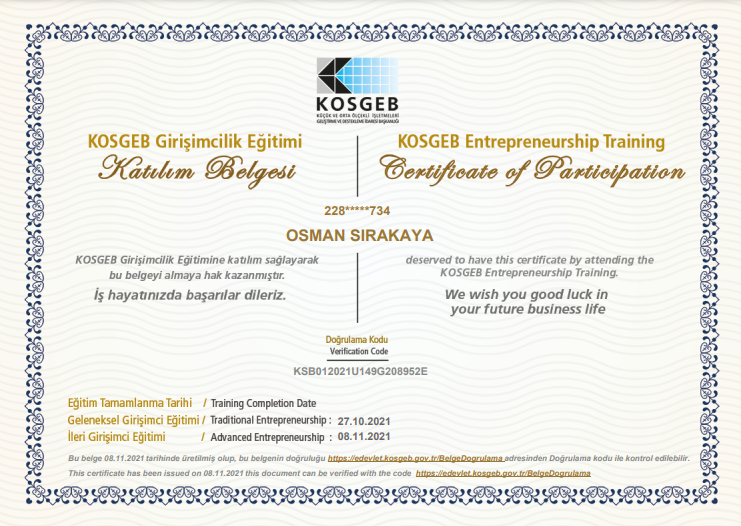 KOSGEB
KÜÇÜK VE ORTA ÖLÇEKLİ İŞLETMELERİ
GELİŞTİRME VE DESTEKLEME İDARESİ BAŞKANLIĞI
KOSGEB Girişimcilik Eğitimi
Katılım Belgesi
KOSGEB Entrepreneurship Training
Certificate of Participation
228*****734
OSMAN SIRAKAYA
KOSGEB Girişimcilik Eğitimine katılım sağlayarak
bu belgeyi almaya hak kazanmıştır.
İş hayatınızda başarılar dileriz.
deserved to have this certificate by attending the
KOSGEB Entrepreneurship Training.
We wish you good luck in
your future business life
Doğrulama Kodu
Verification Code
KSB012021U149G208952E
Eğitim Tamamlanma Tarihi / Training Completion Date
Geleneksel Girişimci Eğitimi / Traditional Entrepreneurship : 27.10.2021
İleri Girişimci Eğitimi / Advanced Entrepreneurship : 08.11.2021
Bu belge 08.11.2021 tarihinde üretilmiş olup, bu belgenin doğruluğu https://edevlet.kosgeb.gov.tr/BelgeDogrulama adresinden Doğrulama kodu ile kontrol edilebilir.
This certificate has been issued on 08.11.2021 this document can be verified with the code https://edevlet.kosgeb.gov.tr/BelgeDogrulama